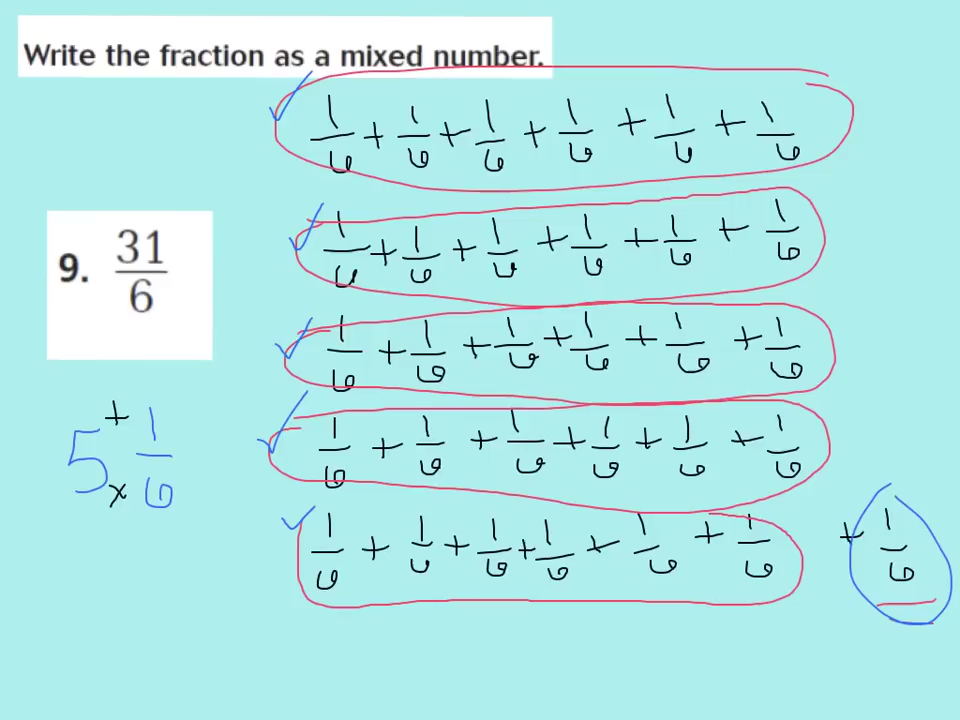 Write the fraction as a mixed number.
1/6 + 1/6 + 1/6 + 1/6 + 1/6 + 1/6
1/6 + 1/6 + 1/6 + 1/6 + 1/6 + 1/6
9. 31/6
1/6 + 1/6 + 1/6 + 1/6 + 1/6 + 1/6
1/6 + 1/6 + 1/6 + 1/6 + 1/6 + 1/6
5 + × 1/6
1/6 + 1/6 + 1/6 + 1/6 + 1/6 + 1/6 + 1/6